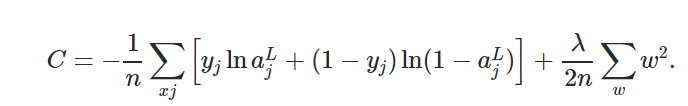 C = -\frac{1}{n} \sum_{xj} \left[ y_j \ln a_j^L + (1 - y_j) \ln(1 - a_j^L) \right] + \frac{\lambda}{2n} \sum_w w^2.